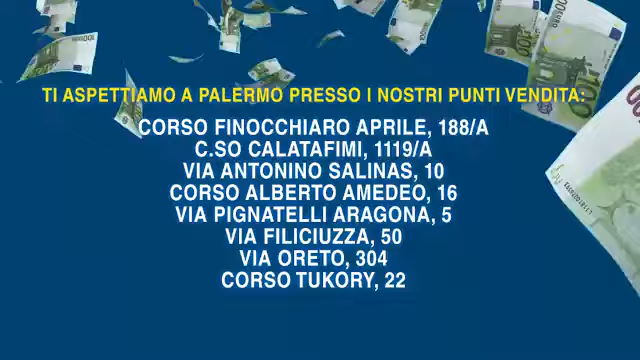 TI ASPETTIAMO A PALERMO PRESSO I NOSTRI PUNTI VENDITA:
CORSO FINOCCHIARO APRILE, 188/A
C.SO CALATAFIMI, 1119/A
VIA ANTONINO SALINAS, 10
CORSO ALBERTO AMEDEO, 16
VIA PIGNATELLI ARAGONA, 5
VIA FILICIUZZA, 50
VIA ORETO, 304
CORSO TUKORY, 22